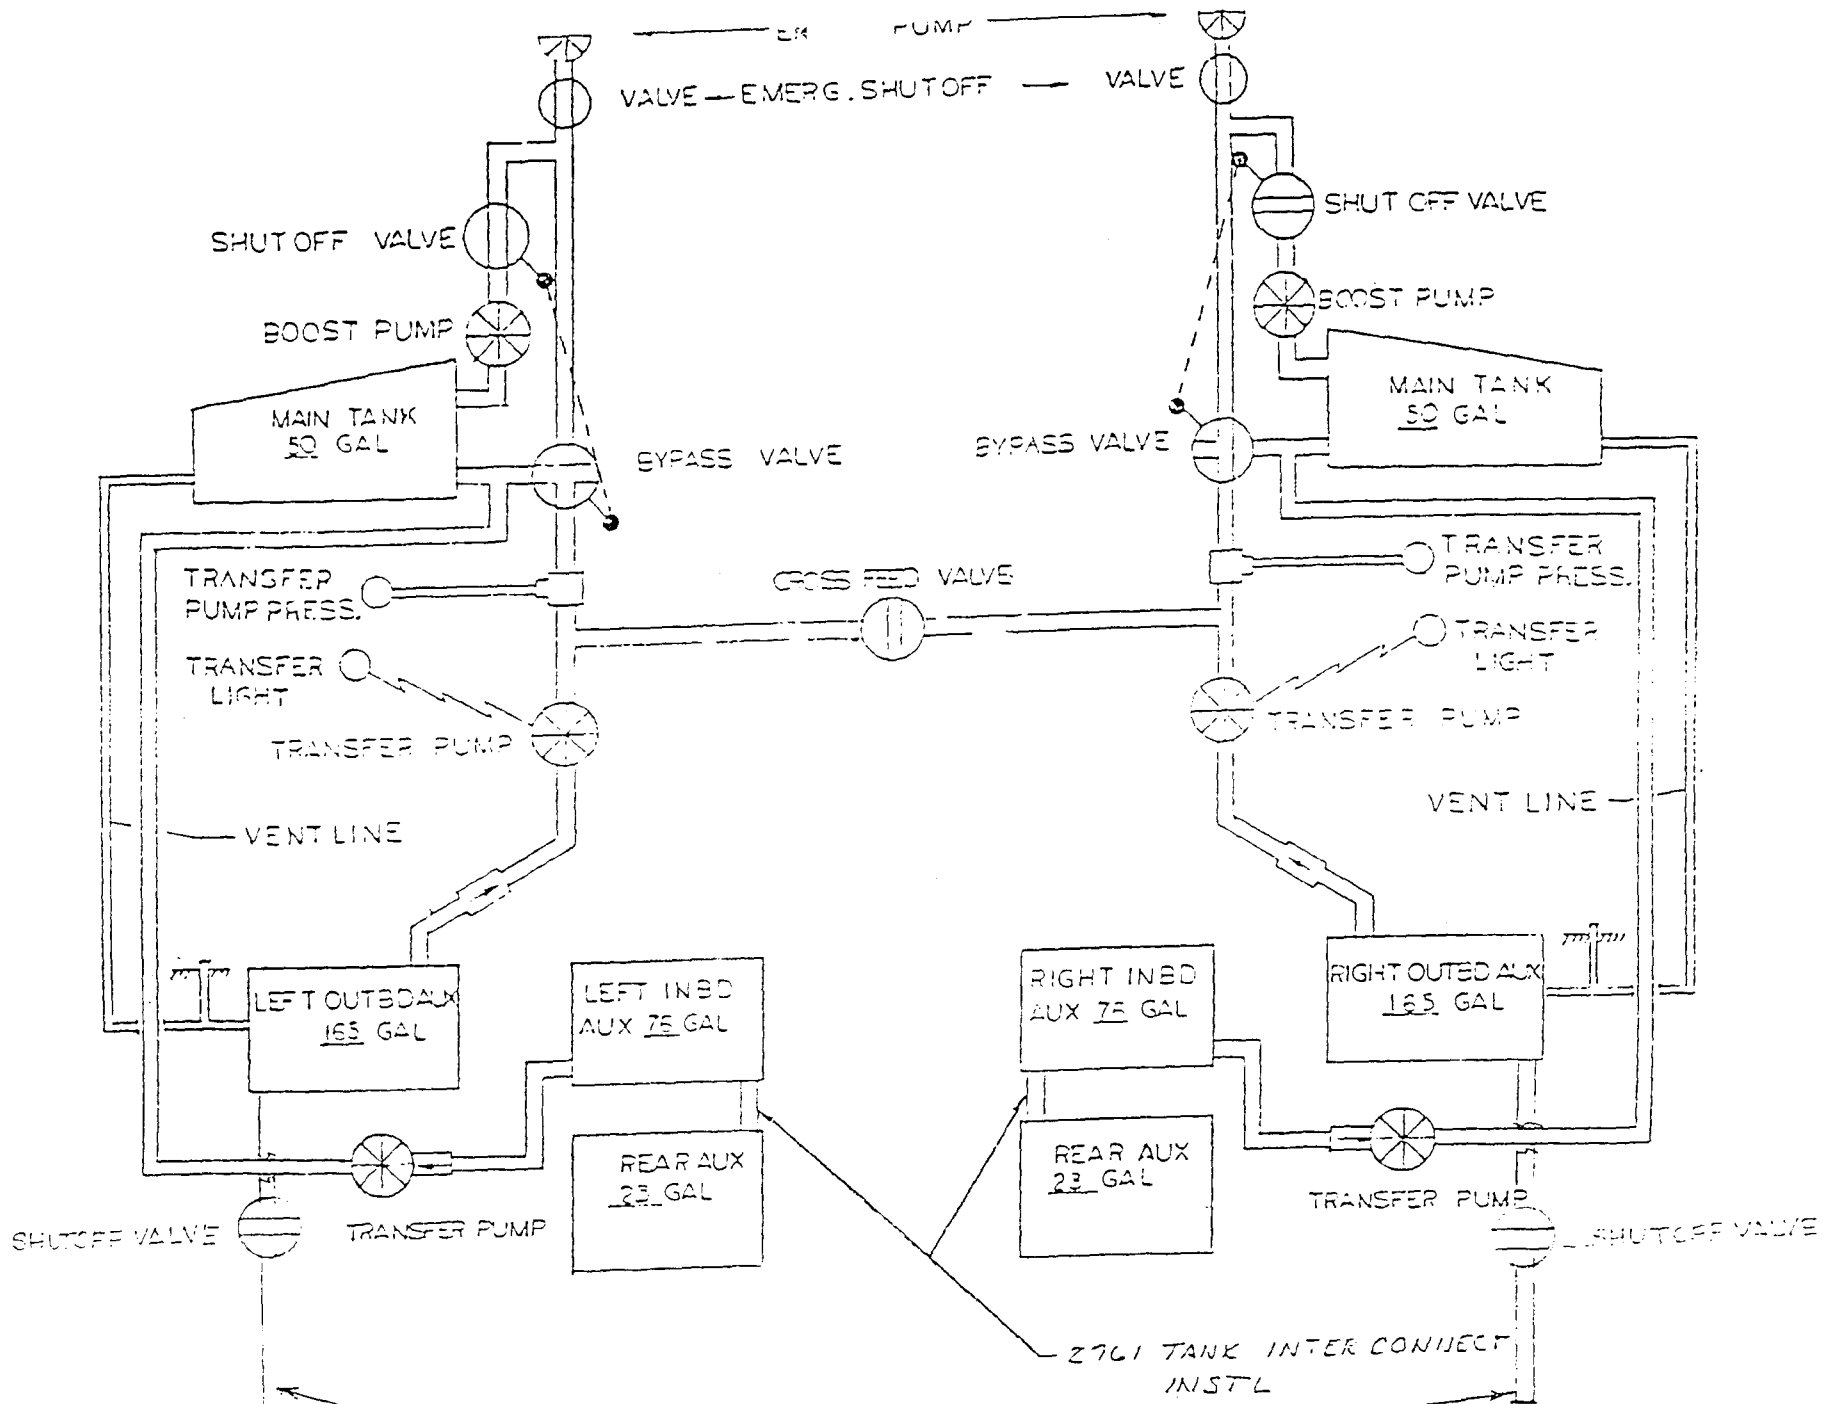 PUMP
VALVE — EMERG. SHUTOFF → VALVE
SHUTOFF VALVE
SHUT OFF VALVE
BOOST PUMP
BOOST PUMP
MAIN TANK
50 GAL
MAIN TANK
50 GAL
BYPASS VALVE
BYPASS VALVE
TRANSFER
PUMP PRESS.
CROSS FEED VALVE
TRANSFER
PUMP PRESS.
TRANSFER
LIGHT
TRANSFER
LIGHT
TRANSFER PUMP
TRANSFER PUMP
VENT LINE
VENT LINE
LEFT OUTBD AUX
165 GAL
LEFT INBD
AUX 75 GAL
RIGHT INBD
AUX 75 GAL
RIGHT OUTBD AUX
165 GAL
REAR AUX
23 GAL
REAR AUX
23 GAL
SHUTOFF VALVE
TRANSFER PUMP
TRANSFER PUMP
SHUTOFF VALVE
2761 TANK INTER CONNECT
INSTL